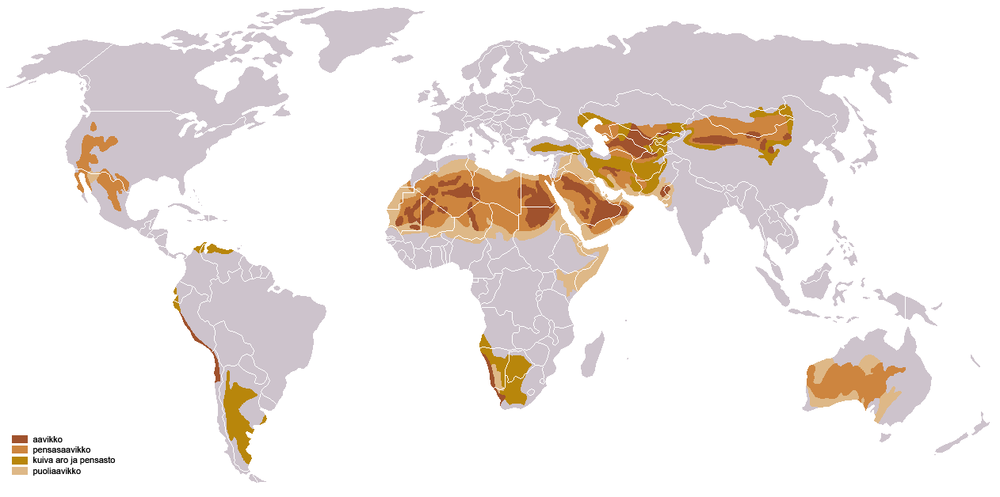 aavikko
pensasaavikko
kuiva aro ja pensasto
puoliaavikko